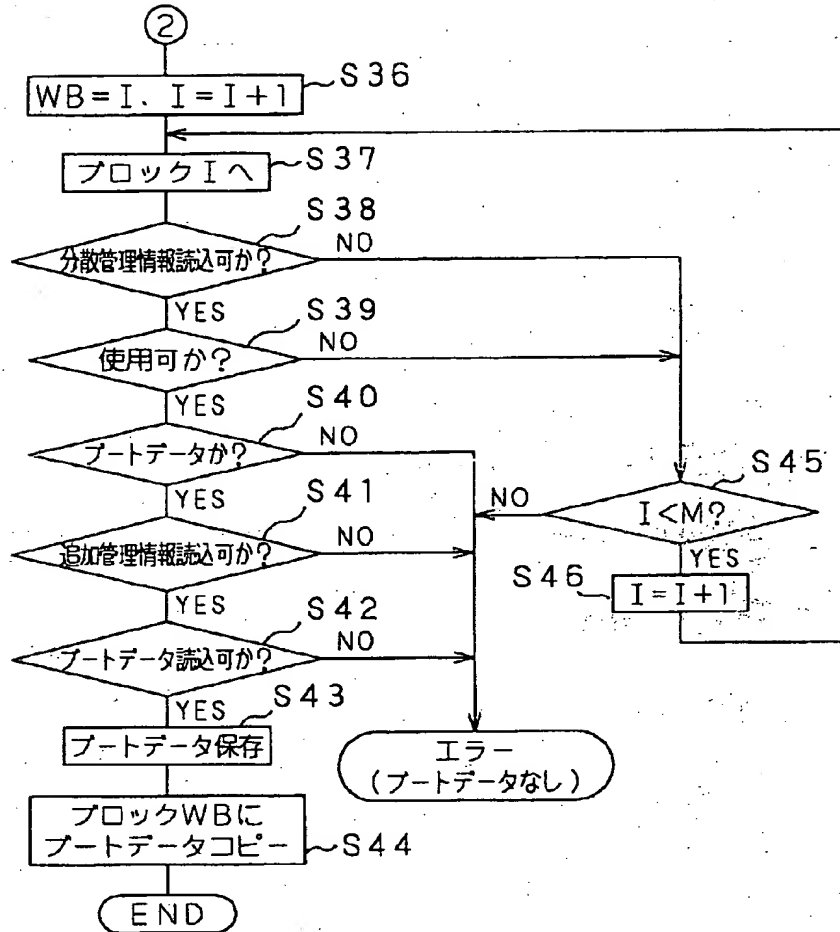 2
WB=I、I=I+1
S36
ブロックIへ
S37
S38
分散管理情報読込可か?
NO
YES
S39
使用可か?
NO
YES
S40
ブートデータか?
NO
YES
S41
追加管理情報読込可か?
NO
YES
S42
ブートデータ読込可か?
NO
YES
S43
ブートデータ保存
ブロックWBに
ブートデータコピー
S44
END
S45
I<M?
NO
YES
S46
I=I+1
エラー
(ブートデータなし)